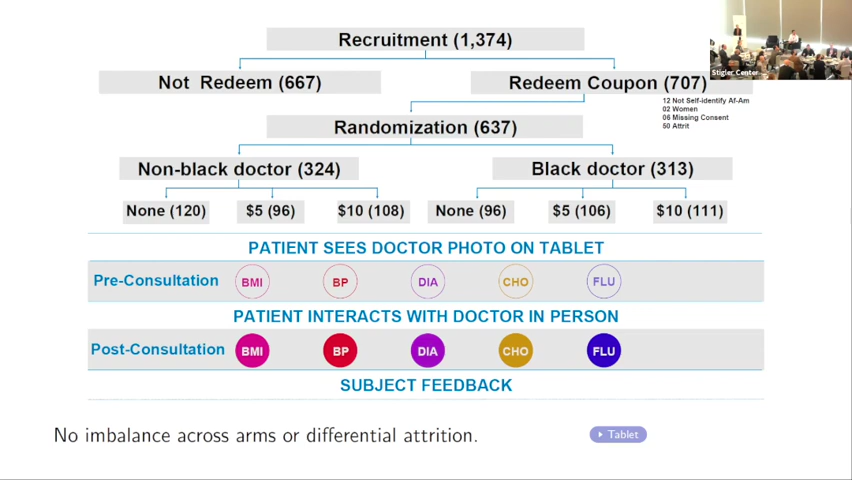 Recruitment (1,374)
Stigler Center
Not Redeem (667)
Redeem Coupon (707)
12 Not Self-identify Af-Am
02 Women
06 Missing Consent
50 Attrit
Randomization (637)
Non-black doctor (324)
Black doctor (313)
None (120)
$5 (96)
$10 (108)
None (96)
$5 (106)
$10 (111)
PATIENT SEES DOCTOR PHOTO ON TABLET
Pre-Consultation
BMI
BP
DIA
CHO
FLU
PATIENT INTERACTS WITH DOCTOR IN PERSON
Post-Consultation
BMI
BP
DIA
CHO
FLU
SUBJECT FEEDBACK
No imbalance across arms or differential attrition.
Tablet